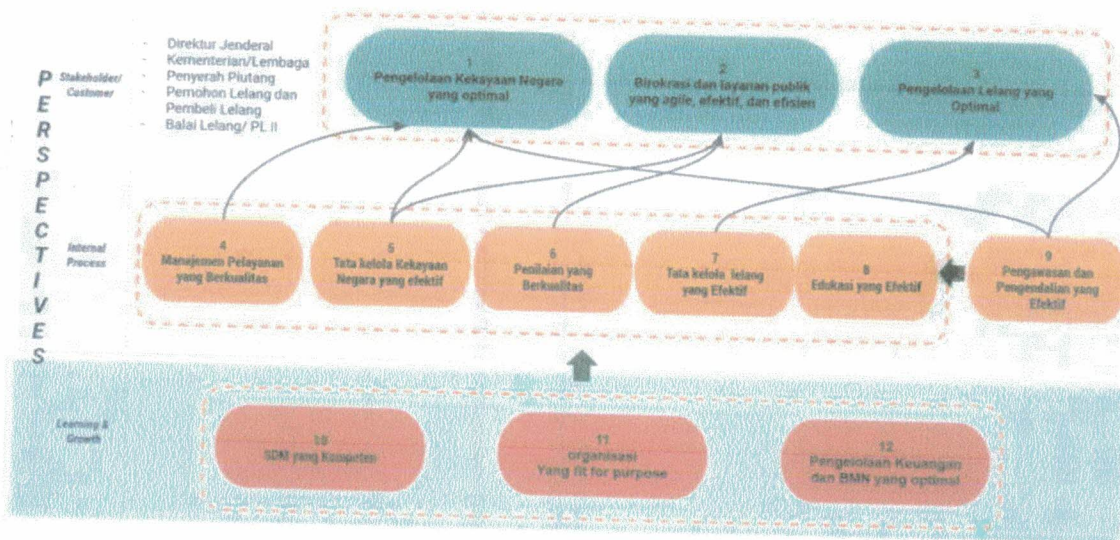 PERSPECTIVES
Stakeholder/
Customer
- Direktur Jenderal
- Kementerian/Lembaga
- Penyerah Piutang
- Pemohon Lelang dan
Pembeli Lelang
- Balai Lelang/ PL II
1
Pengelolaan Kekayaan Negara
yang optimal
2
Birokrasi dan layanan publik
yang agile, efektif, dan efisien
3
Pengelolaan Lelang yang
Optimal
Internal
Process
4
Manajemen Pelayanan
yang Berkualitas
5
Tata kelola Kekayaan
Negara yang efektif
6
Penilaian yang
Berkualitas
7
Tata kelola lelang
yang Efektif
8
Edukasi yang Efektif
9
Pengawasan dan
Pengendalian yang
Efektif
Learning &
Growth
10
SDM yang Kompeten
11
organisasi
Yang fit for purpose
12
Pengelolaan Keuangan
dan BMN yang optimal